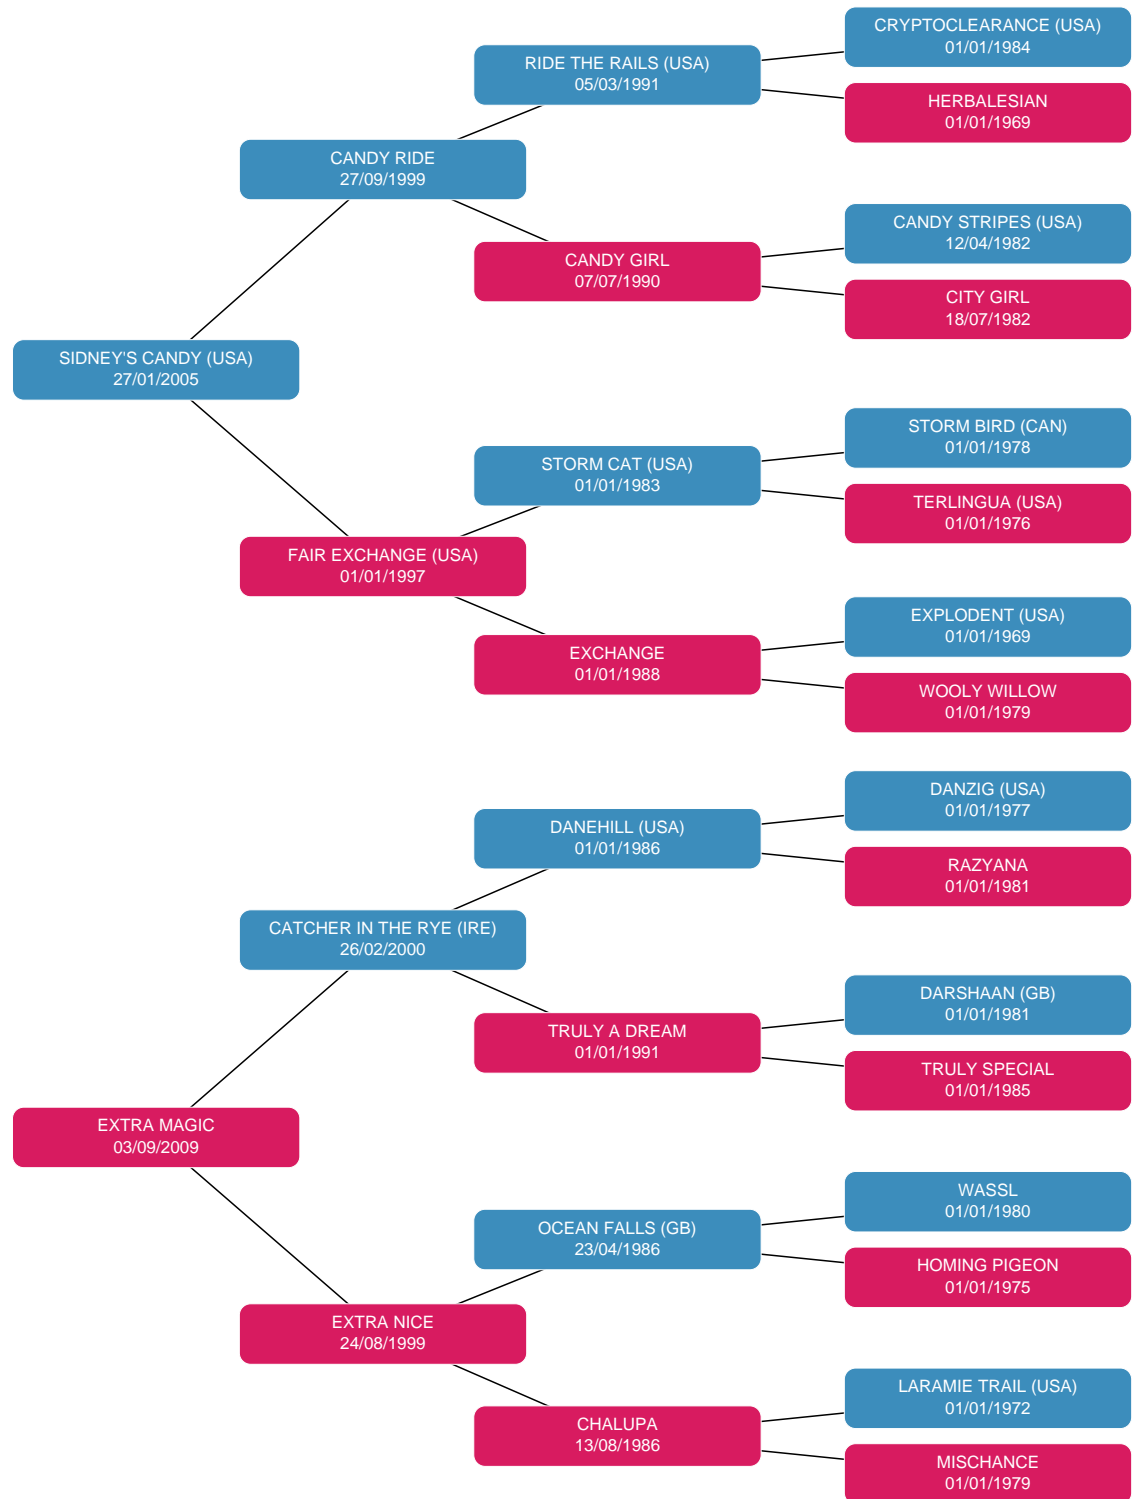 CRYPTOCLEARANCE (USA)
01/01/1984
RIDE THE RAILS (USA)
05/03/1991
HERBALESIAN
01/01/1969
CANDY RIDE
27/09/1999
CANDY STRIPES (USA)
12/04/1982
CANDY GIRL
07/07/1990
CITY GIRL
18/07/1982
SIDNEY'S CANDY (USA)
27/01/2005
STORM BIRD (CAN)
01/01/1978
STORM CAT (USA)
01/01/1983
TERLINGUA (USA)
01/01/1976
FAIR EXCHANGE (USA)
01/01/1997
EXPLODENT (USA)
01/01/1969
EXCHANGE
01/01/1988
WOOLY WILLOW
01/01/1979
DANZIG (USA)
01/01/1977
DANEHILL (USA)
01/01/1986
RAZYANA
01/01/1981
CATCHER IN THE RYE (IRE)
26/02/2000
DARSHAAN (GB)
01/01/1981
TRULY A DREAM
01/01/1991
TRULY SPECIAL
01/01/1985
EXTRA MAGIC
03/09/2009
WASSL
01/01/1980
OCEAN FALLS (GB)
23/04/1986
HOMING PIGEON
01/01/1975
EXTRA NICE
24/08/1999
LARAMIE TRAIL (USA)
01/01/1972
CHALUPA
13/08/1986
MISCHANCE
01/01/1979